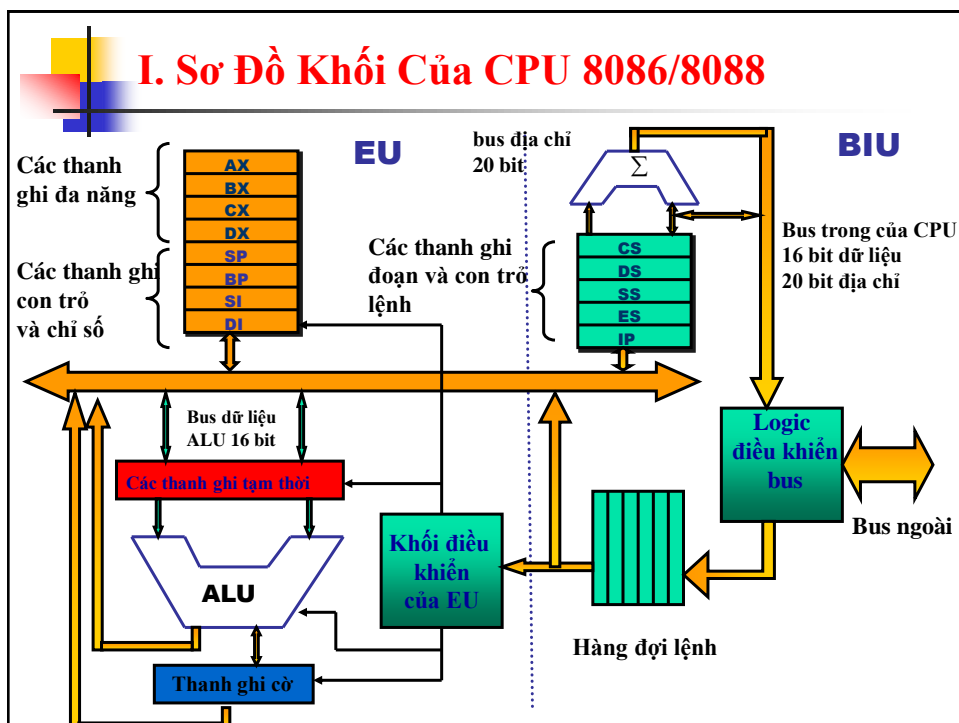 I. Sơ Đồ Khối Của CPU 8086/8088
EU
bus địa chỉ
20 bit
BIU
Các thanh
ghi đa năng
AX
BX
CX
DX
SP
BP
SI
DI
Các thanh ghi
con trỏ
và chỉ số
Σ
Các thanh ghi
đoạn và con trỏ
lệnh
CS
DS
SS
ES
IP
Bus trong của CPU
16 bit dữ liệu
20 bit địa chỉ
Bus dữ liệu
ALU 16 bit
Các thanh ghi tạm thời
ALU
Thanh ghi cờ
Khối điều
khiển
của EU
Hàng đợi lệnh
Logic
điều khiển
bus
Bus ngoài